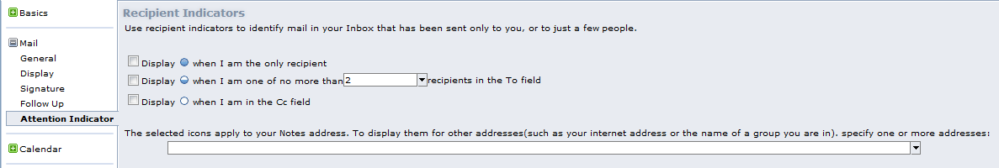 Basics
Mail
General
Display
Signature
Follow Up
Attention Indicator
Calendar
Recipient Indicators
Use recipient indicators to identify mail in your Inbox that has been sent only to you, or to just a few people.
Display when I am the only recipient
Display when I am one of no more than 2 recipients in the To field
Display when I am in the Cc field
The selected icons apply to your Notes address. To display them for other addresses(such as your internet address or the name of a group you are in). specify one or more addresses: